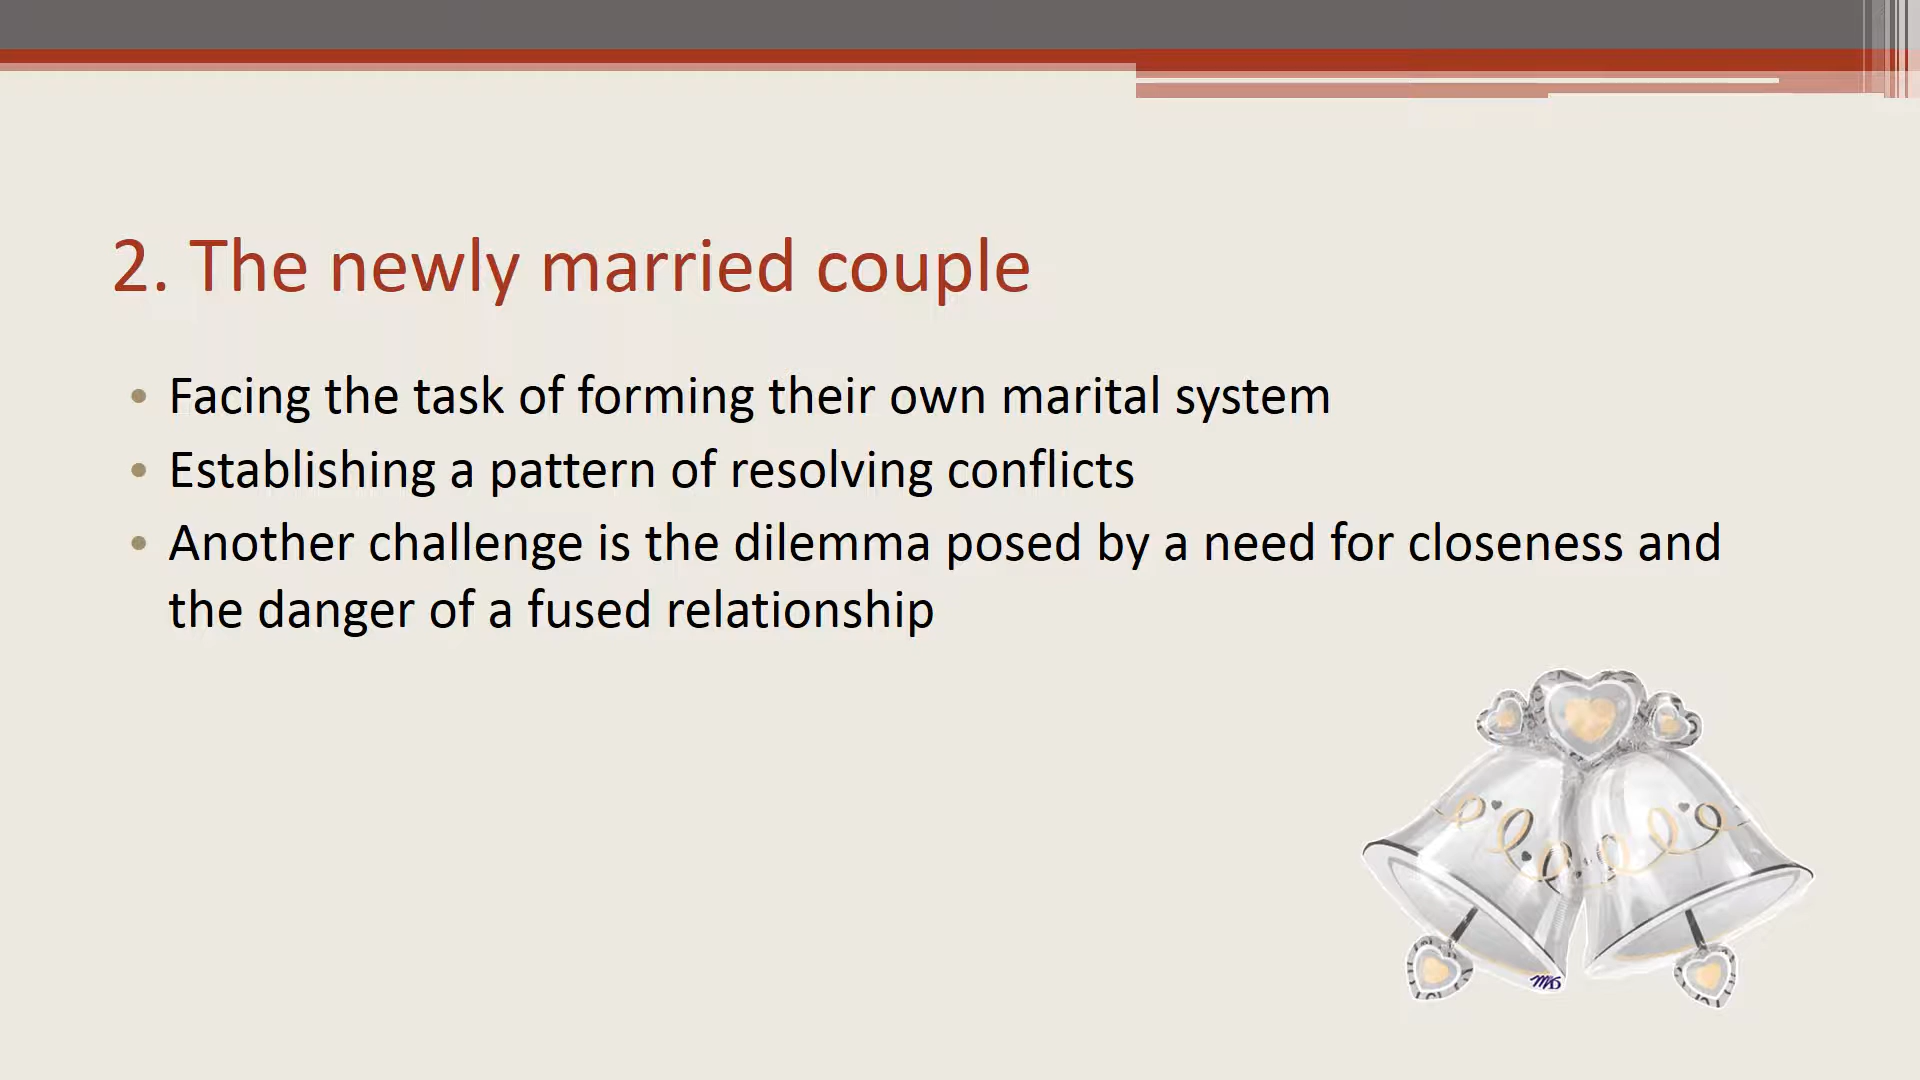 2. The newly married couple
• Facing the task of forming their own marital system
• Establishing a pattern of resolving conflicts
• Another challenge is the dilemma posed by a need for closeness and
the danger of a fused relationship